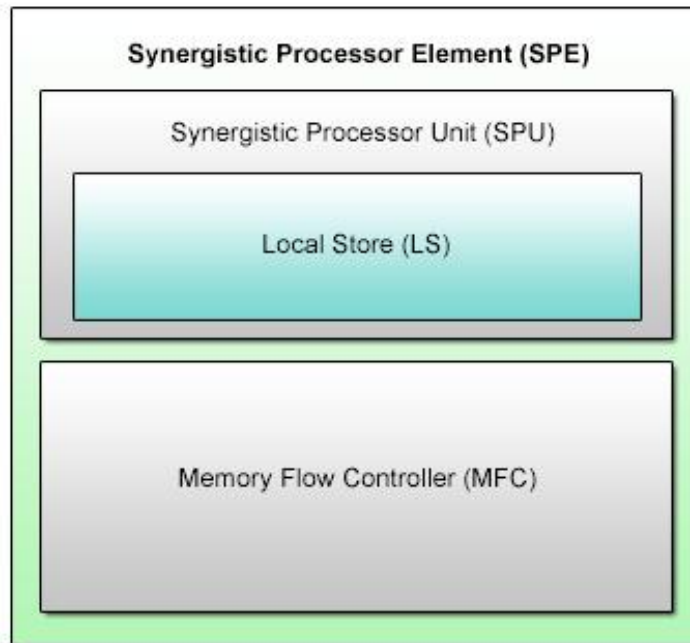 Synergistic Processor Element (SPE)
Synergistic Processor Unit (SPU)
Local Store (LS)
Memory Flow Controller (MFC)